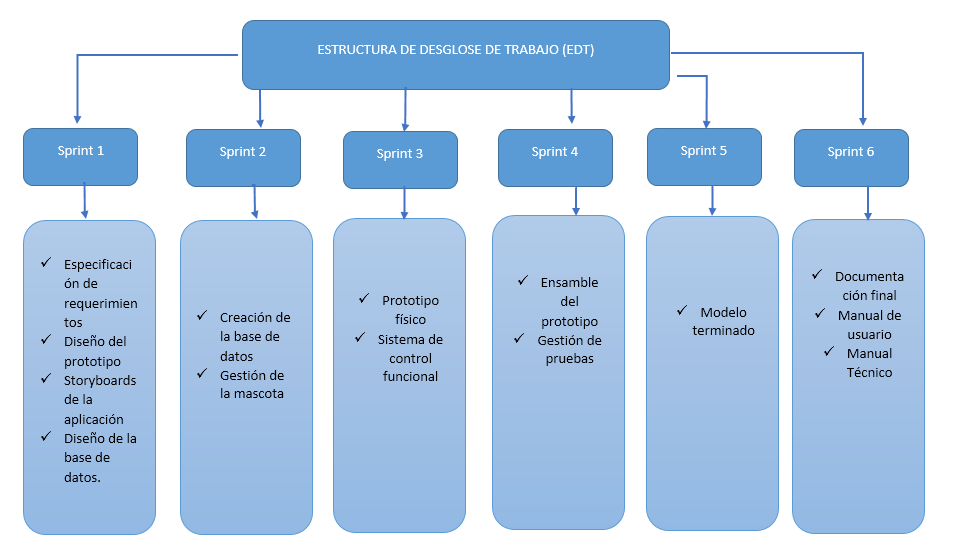 ESTRUCTURA DE DESGLOSE DE TRABAJO (EDT)
Sprint 1
Sprint 2
Sprint 3
Sprint 4
Sprint 5
Sprint 6
✓ Especificaci
ón de
requerimien
tos
✓ Diseño del
prototipo
✓ Storyboards
de la
aplicación
✓ Diseño de la
base de
datos.
✓ Creación de
la base de
datos
✓ Gestión de
la mascota
✓ Prototipo
físico
✓ Sistema de
control
funcional
✓ Ensamble
del
prototipo
✓ Gestión de
pruebas
✓ Modelo
terminado
✓ Documenta
ción final
✓ Manual de
usuario
✓ Manual
Técnico